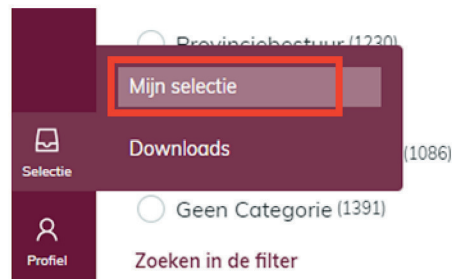 Provinciebestuur (1230)
Mijn selectie
Downloads
(1086)
Selectie
Geen Categorie (1391)
Profiel
Zoeken in de filter